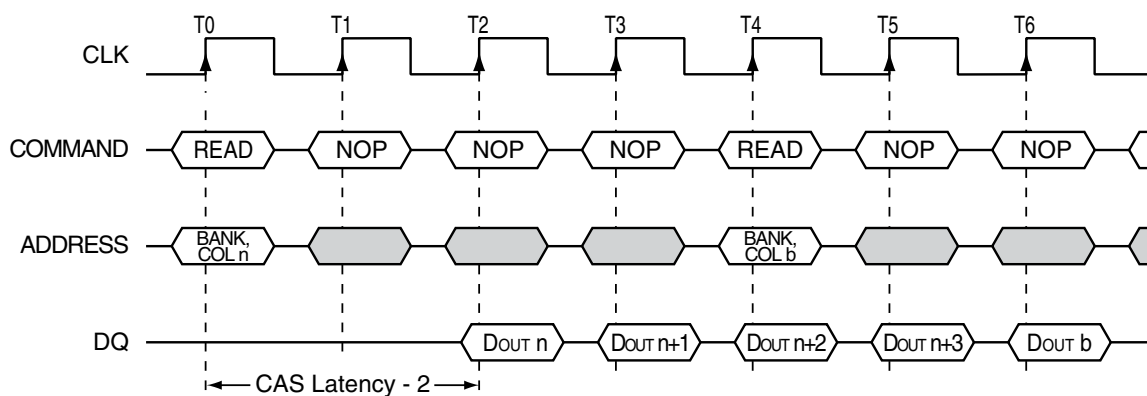 T0 T1 T2 T3 T4 T5 T6
CLK
COMMAND READ NOP NOP NOP READ NOP NOP
ADDRESS BANK, COL n BANK, COL b
DQ DOUT n DOUT n+1 DOUT n+2 DOUT n+3 DOUT b
CAS Latency - 2